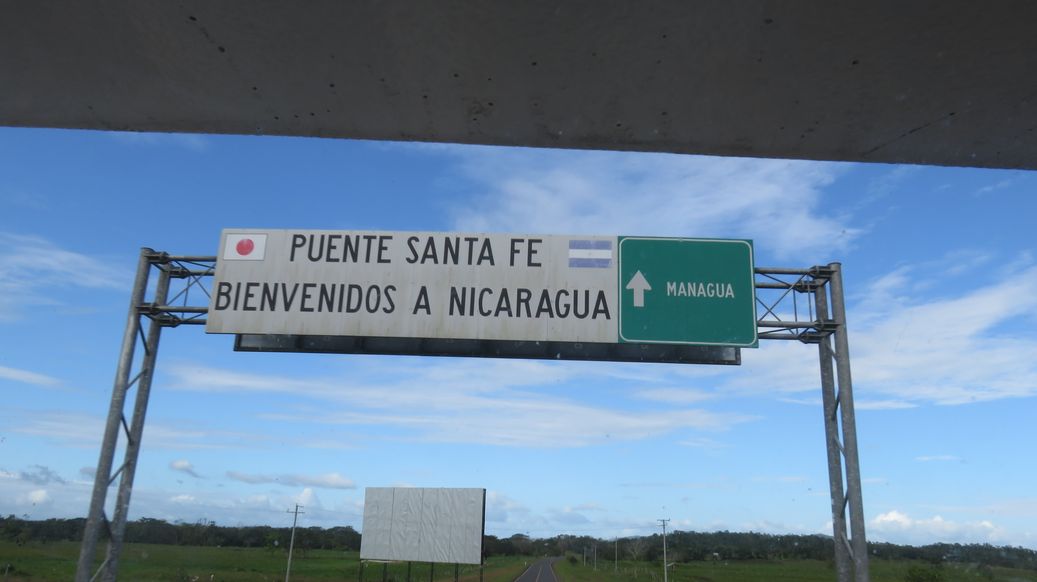 PUENTE SANTA FE
BIENVENIDOS A NICARAGUA
MANAGUA